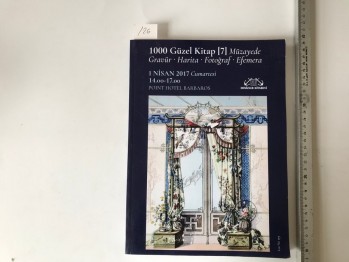 1000 Güzel Kitap [7] Müzayede
Gravür · Harita · Fotoğraf · Efemera
1 NİSAN 2017 Cumartesi
14.00-17.00
POINT HOTEL BARBAROS